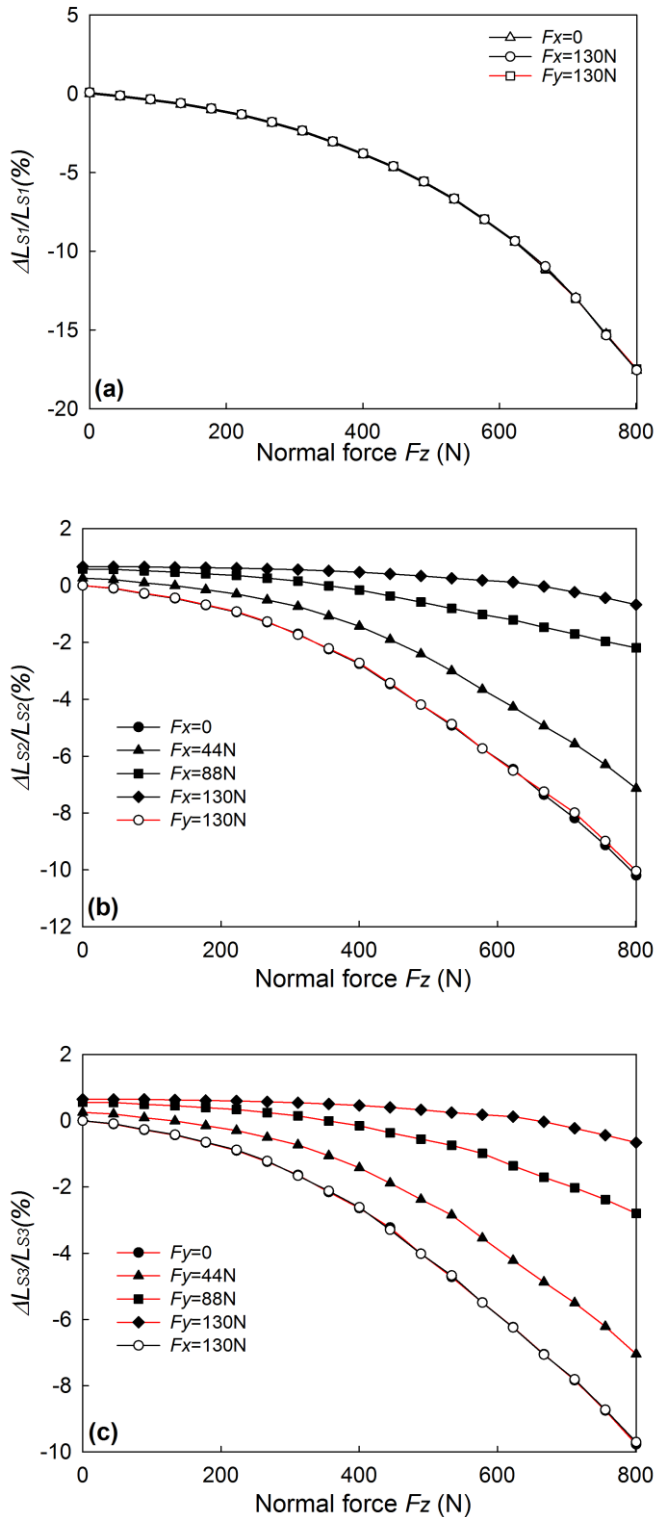 5
0
-5
-10
-15
-20
ΔLS1/LS1(%)
Fx=0
Fx=130N
Fy=130N
(a)
0 200 400 600 800
Normal force Fz (N)
2
0
-2
-4
-6
-8
-10
-12
ΔLS2/LS2(%)
Fx=0
Fx=44N
Fx=88N
Fx=130N
Fy=130N
(b)
0 200 400 600 800
Normal force Fz (N)
2
0
-2
-4
-6
-8
-10
ΔLS3/LS3(%)
Fy=0
Fy=44N
Fy=88N
Fy=130N
Fx=130N
(c)
0 200 400 600 800
Normal force Fz (N)